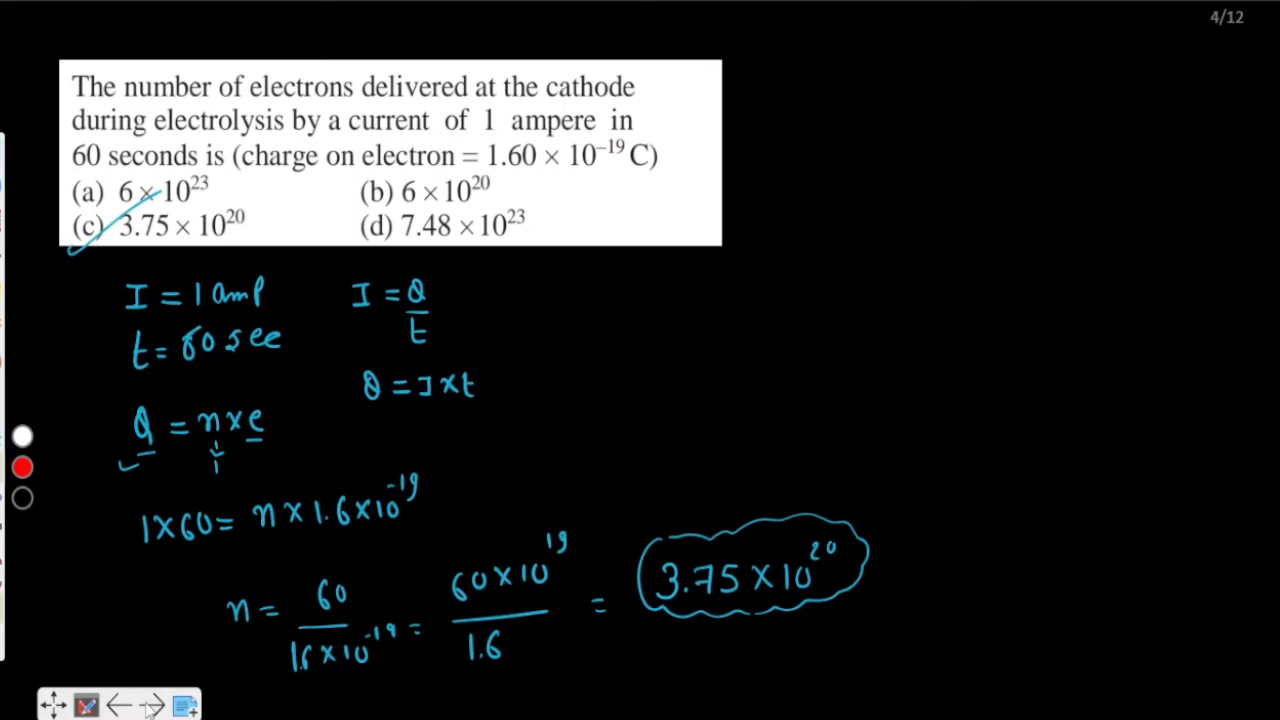 4/12
The number of electrons delivered at the cathode
during electrolysis by a current of 1 ampere in
60 seconds is (charge on electron = 1.60 × 10⁻¹⁹ C)
(a) 6 × 10²³ (b) 6 × 10²⁰
(c) 3.75 × 10²⁰ (d) 7.48 × 10²³
I = 1 amp I = Q/t
t = 60 sec
Q = I × t
Q = n × e
1 × 60 = n × 1.6 × 10⁻¹⁹
n = 60 / 1.6 × 10⁻¹⁹ = 60 × 10¹⁹ / 1.6 = 3.75 × 10²⁰